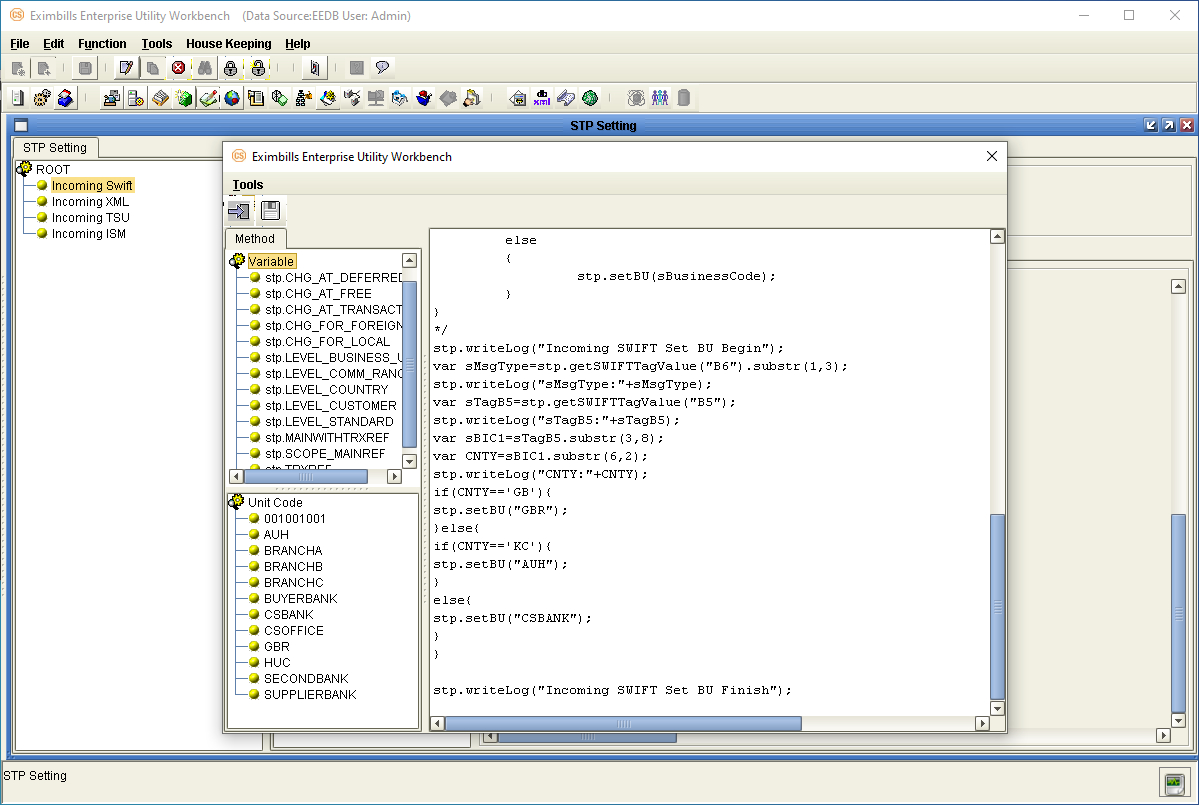 CS Eximbills Enterprise Utility Workbench (Data Source:EEDB User: Admin)
File Edit Function Tools House Keeping Help
db
xml
STP Setting
STP Setting
ROOT
Incoming Swift
Incoming XML
Incoming TSU
Incoming ISM
CS Eximbills Enterprise Utility Workbench
Tools
Method
Variable
stp.CHG_AT_DEFERRED
stp.CHG_AT_FREE
stp.CHG_AT_TRANSACT
stp.CHG_FOR_FOREIGN
stp.CHG_FOR_LOCAL
stp.LEVEL_BUSINESS_U
stp.LEVEL_COMM_RANG
stp.LEVEL_COUNTRY
stp.LEVEL_CUSTOMER
stp.LEVEL_STANDARD
stp.MAINWITHTRXREF
stp.SCOPE_MAINREF
stp.TRXREF
Unit Code
001001001
AUH
BRANCHA
BRANCHB
BRANCHC
BUYERBANK
CSBANK
CSOFFICE
GBR
HUC
SECONDBANK
SUPPLIERBANK
else
{
stp.setBU(sBusinessCode);
}
}
*/
stp.writeLog("Incoming SWIFT Set BU Begin");
var sMsgType=stp.getSWIFTTagValue("B6").substr(1,3);
stp.writeLog("sMsgType:"+sMsgType);
var sTagB5=stp.getSWIFTTagValue("B5");
stp.writeLog("sTagB5:"+sTagB5);
var sBIC1=sTagB5.substr(3,8);
var CNTY=sBIC1.substr(6,2);
stp.writeLog("CNTY:"+CNTY);
if(CNTY=='GB'){
stp.setBU("GBR");
}else{
if(CNTY=='KC'){
stp.setBU("AUH");
}
else{
stp.setBU("CSBANK");
}
}
stp.writeLog("Incoming SWIFT Set BU Finish");
STP Setting